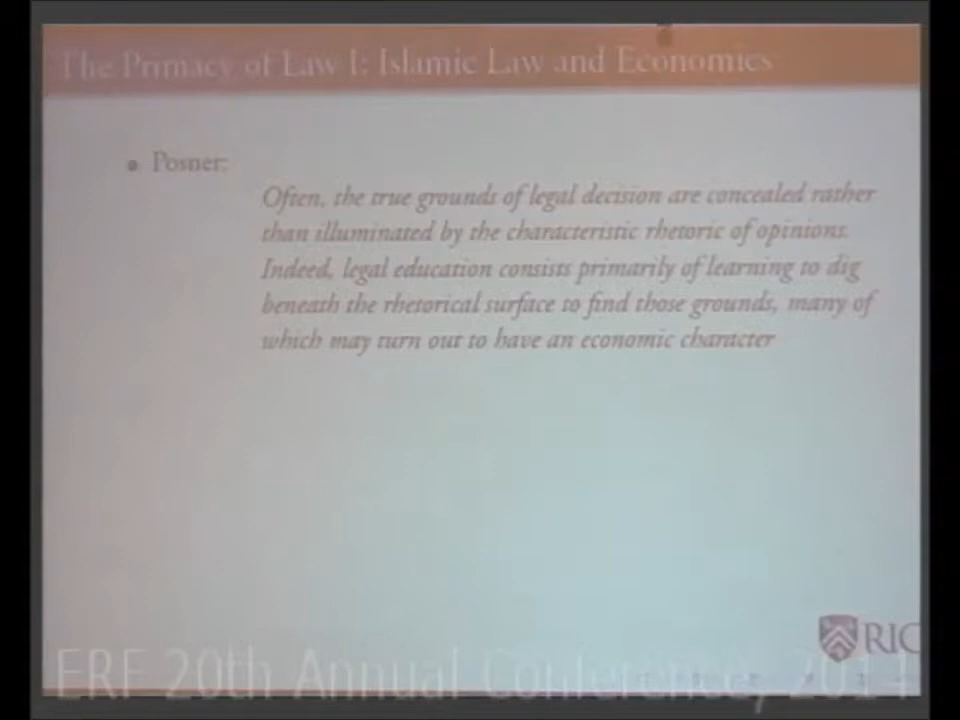 The Primacy of Law I: Islamic Law and Economics
• Posner:
Often, the true grounds of legal decision are concealed rather
than illuminated by the characteristic rhetoric of opinions.
Indeed, legal education consists primarily of learning to dig
beneath the rhetorical surface to find those grounds, many of
which may turn out to have an economic character
RIC
ERF 20th Annual Conference, 2014